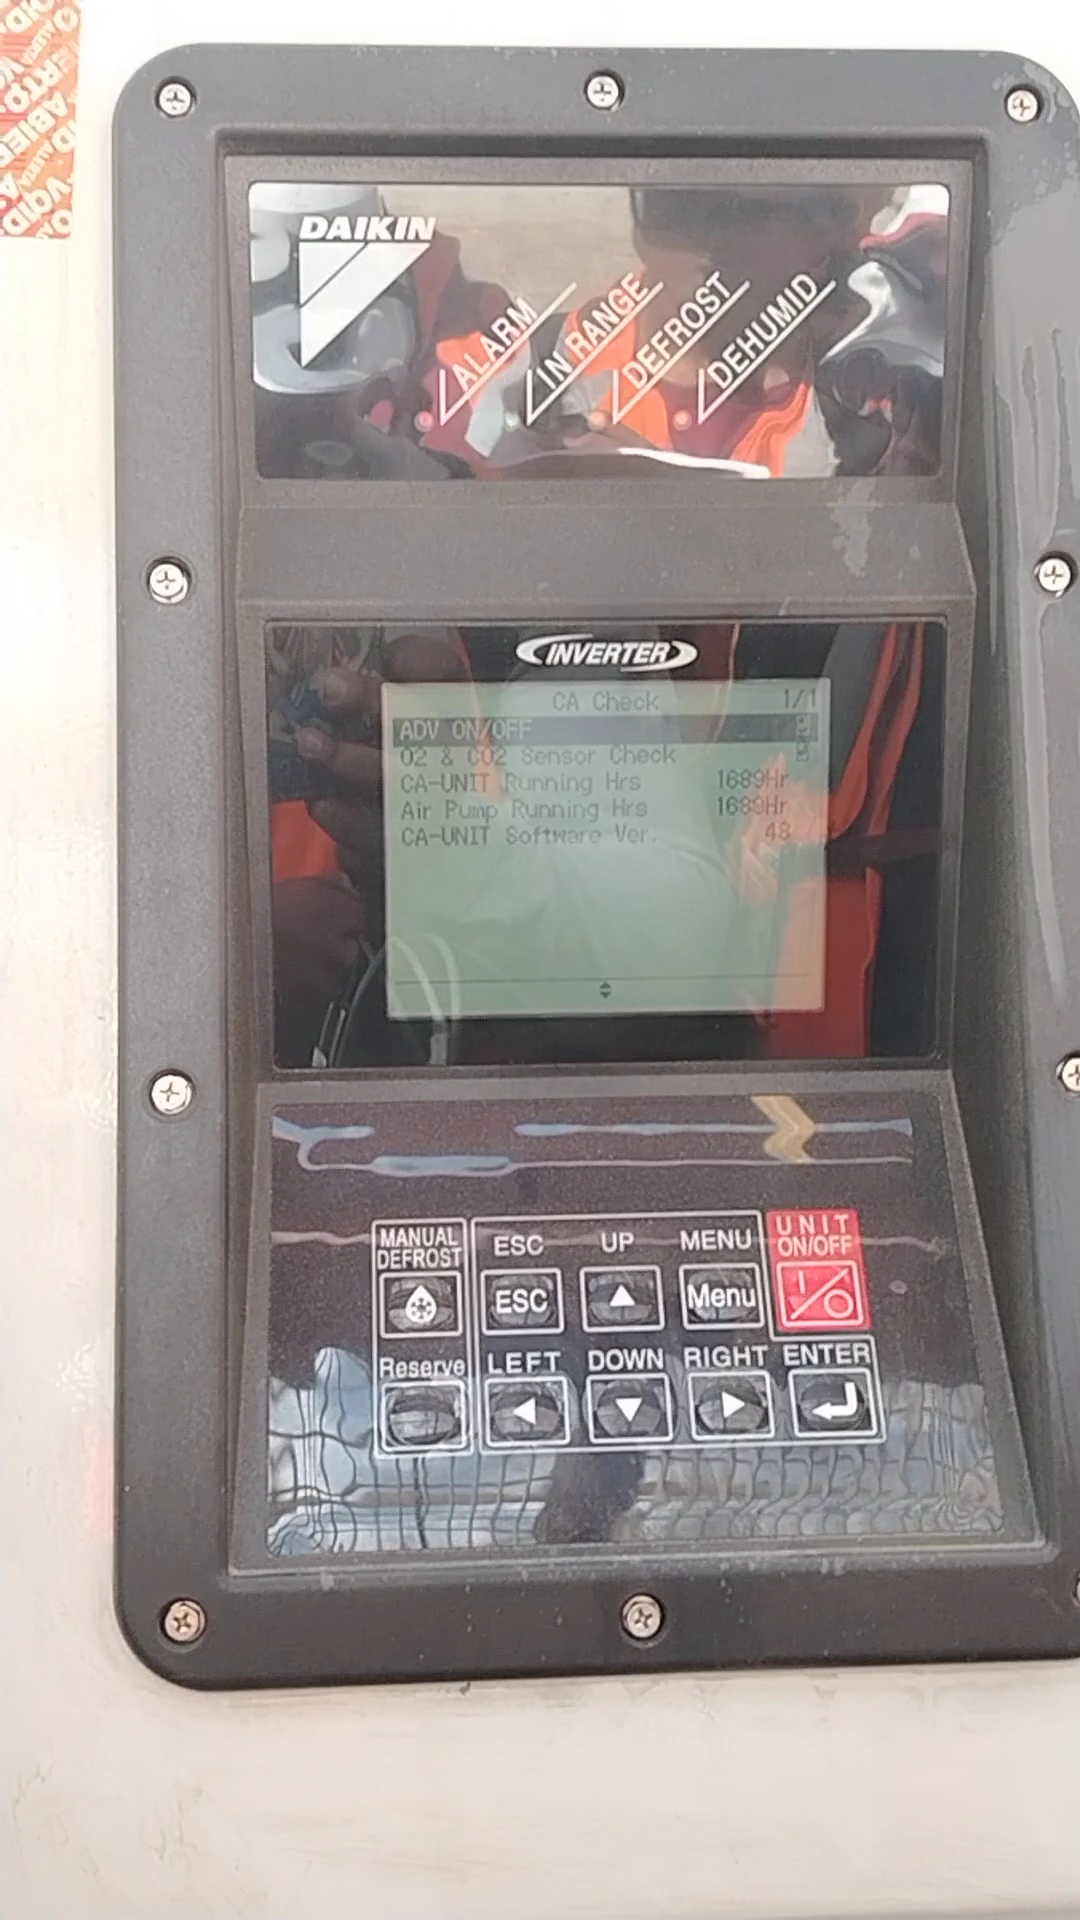 DAIKIN
ALARM
IN RANGE
DEFROST
DEHUMID
INVERTER
CA Check 1/1
ADV ON/OFF
O2 & CO2 Sensor Check
CA-UNIT Running Hrs 1689Hr
Air Pump Running Hrs 1689Hr
CA-UNIT Software Ver. 48
MANUAL DEFROST
ESC
UP
MENU
UNIT ON/OFF
ESC
Menu
I/O
Reserve
LEFT
DOWN
RIGHT
ENTER